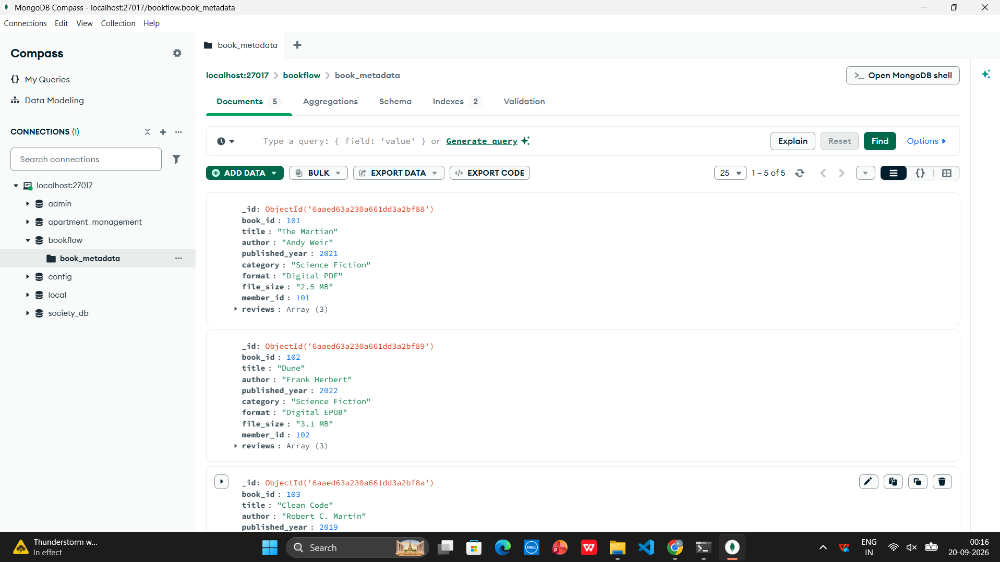 MongoDB Compass - localhost:27017/bookflow.book_metadata
Connections Edit View Collection Help
Compass
My Queries
Data Modeling
CONNECTIONS (1)
Search connections
localhost:27017
admin
apartment_management
bookflow
book_metadata
config
local
society_db
book_metadata
localhost:27017 > bookflow > book_metadata
>_ Open MongoDB shell
Documents 5 Aggregations Schema Indexes 2 Validation
Type a query: { field: 'value' } or Generate query
Explain Reset Find Options
ADD DATA BULK EXPORT DATA </> EXPORT CODE
25 1 – 5 of 5 {}
_id: ObjectId('6aaed63a230a661dd3a2bf88')
book_id : 101
title : "The Martian"
author : "Andy Weir"
published_year : 2021
category : "Science Fiction"
format : "Digital PDF"
file_size : "2.5 MB"
member_id : 101
reviews : Array (3)
_id: ObjectId('6aaed63a230a661dd3a2bf89')
book_id : 102
title : "Dune"
author : "Frank Herbert"
published_year : 2022
category : "Science Fiction"
format : "Digital EPUB"
file_size : "3.1 MB"
member_id : 102
reviews : Array (3)
_id: ObjectId('6aaed63a230a661dd3a2bf8a')
book_id : 103
title : "Clean Code"
author : "Robert C. Martin"
published_year : 2019
Thunderstorm w...
In effect
Search
DELL
ENG
IN
00:16
20-09-2026